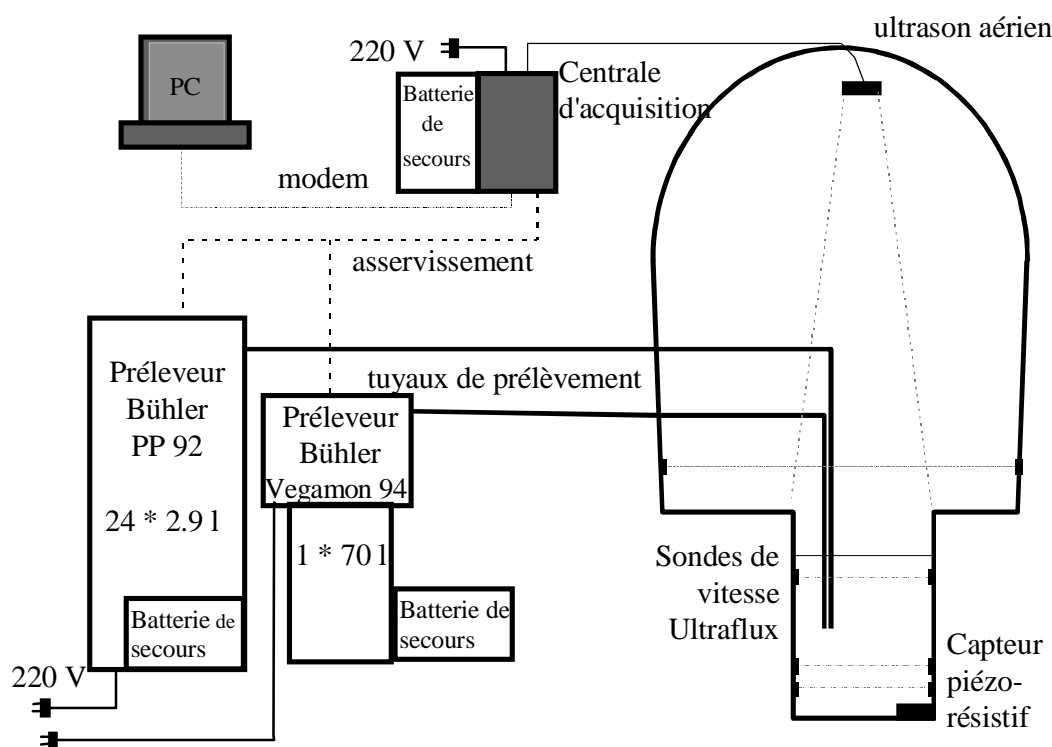 ultrason aérien
220 V
PC
Batterie
de
secours
Centrale
d'acquisition
modem
asservissement
Préleveur
Bühler
PP 92
24 * 2.9 l
Batterie de
secours
220 V
tuyaux de prélèvement
Préleveur
Bühler
Vegamon 94
1 * 70 l
Batterie de
secours
Sondes de
vitesse
Ultraflux
Capteur
piézo-
résistif